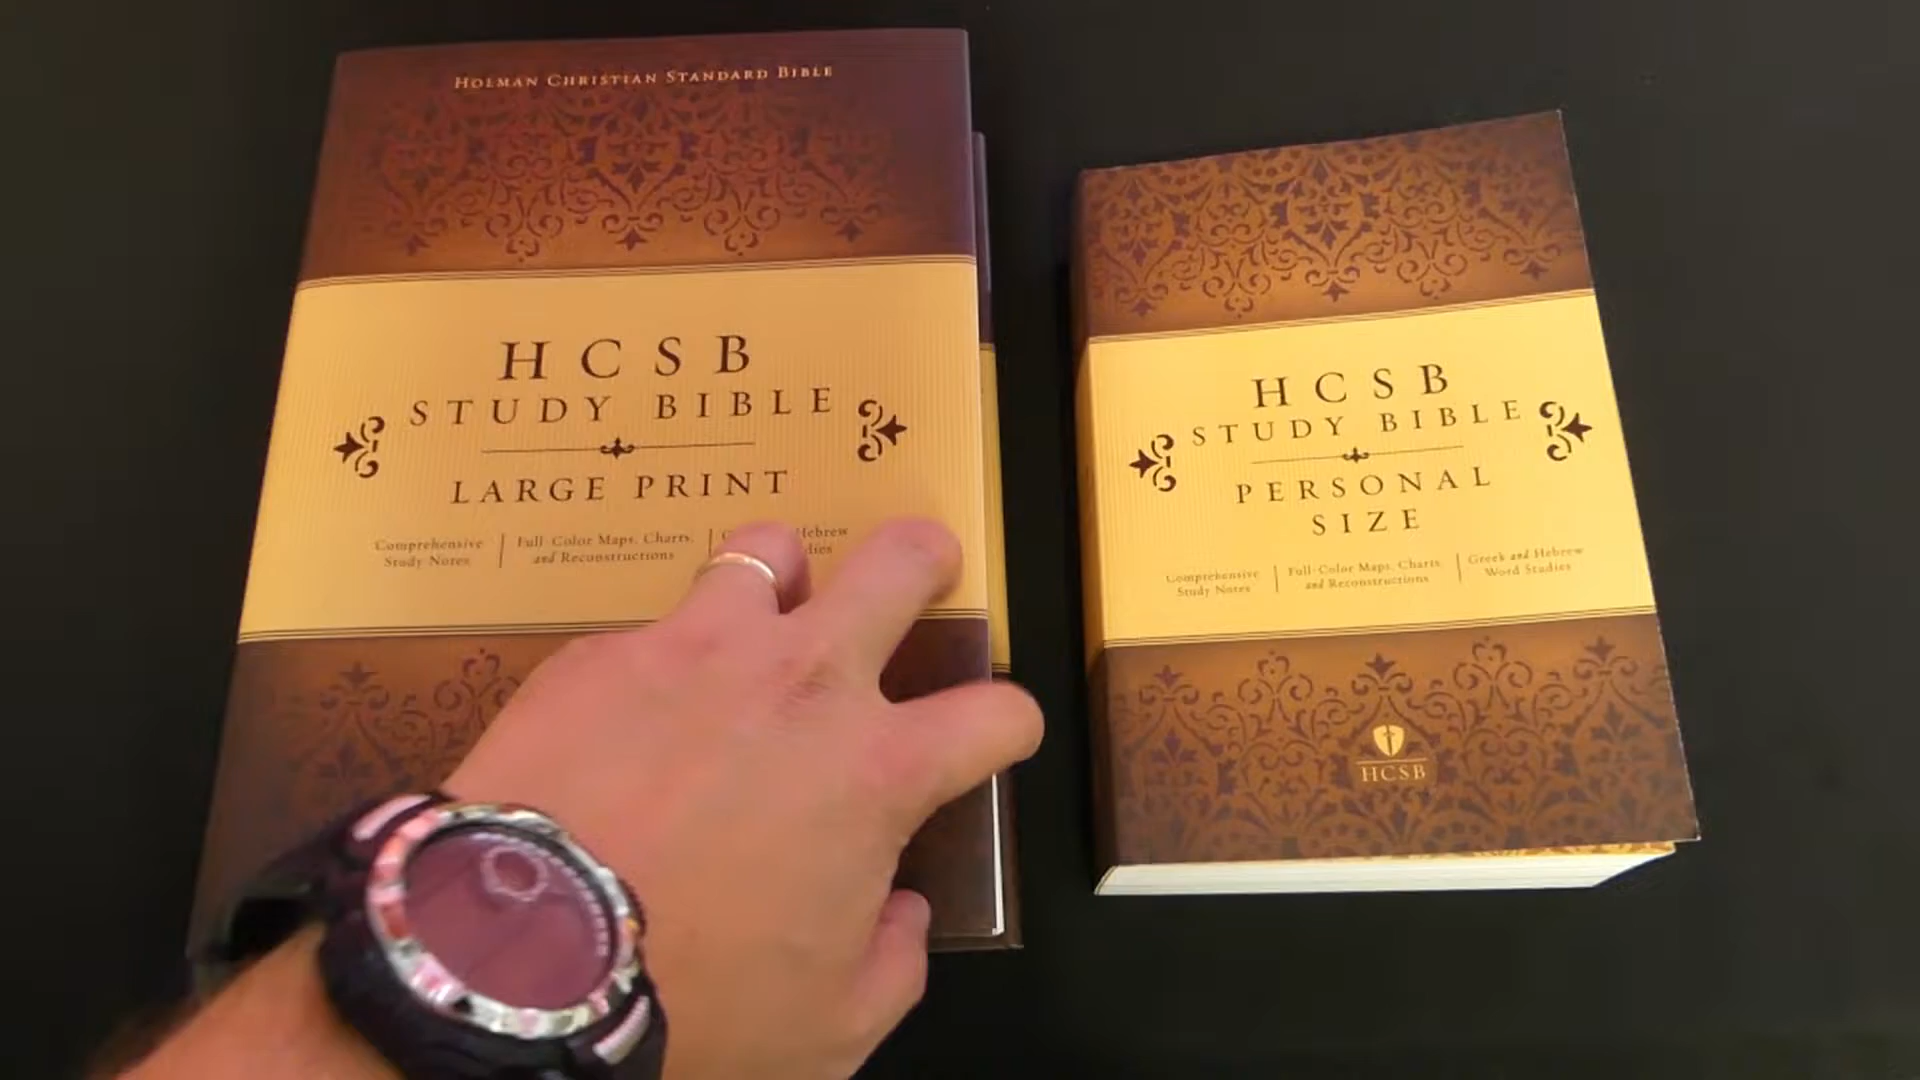 HOLMAN CHRISTIAN STANDARD BIBLE
HCSB
STUDY BIBLE
LARGE PRINT
Comprehensive
Study Notes
Full-Color Maps, Charts,
and Reconstructions
Hebrew
HCSB
STUDY BIBLE
PERSONAL
SIZE
Comprehensive
Study Notes
Full-Color Maps, Charts,
and Reconstructions
Greek and Hebrew
Word Studies
HCSB